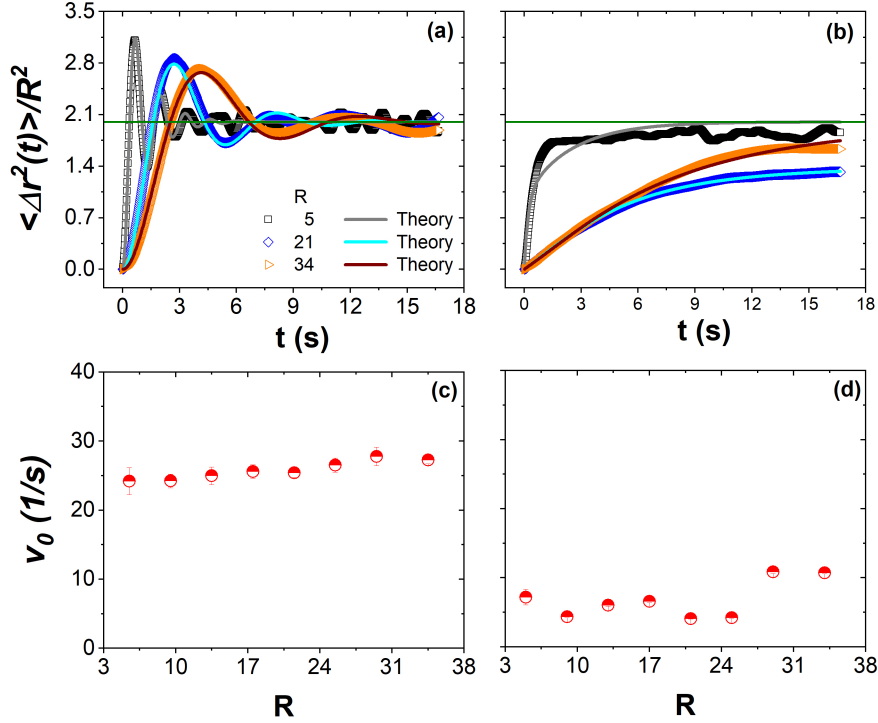 (a)
(b)
<Δr²(t)>/R²
3.5
2.8
2.1
1.4
0.7
0.0
R
5 Theory
21 Theory
34 Theory
0 3 6 9 12 15 18
0 3 6 9 12 15 18
t (s)
t (s)
(c)
(d)
v₀ (1/s)
40
30
20
10
0
3 10 17 24 31 38
3 10 17 24 31 38
R
R